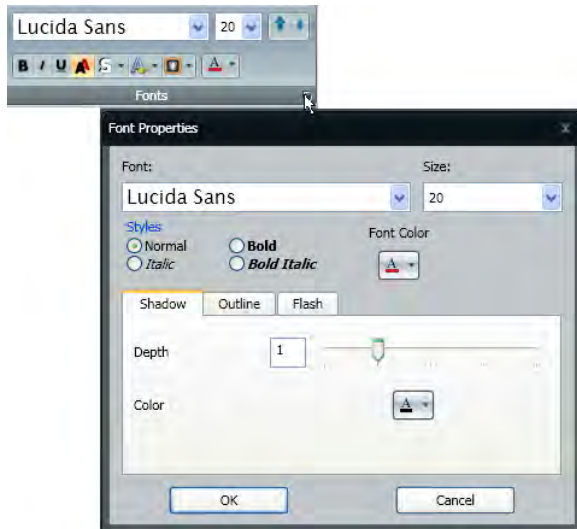 Lucida Sans 20
B I U A S A A
Fonts
Font Properties x
Font: Size:
Lucida Sans 20
Styles Font Color
Normal Bold
Italic Bold Italic
A
Shadow Outline Flash
Depth 1
Color A
OK Cancel